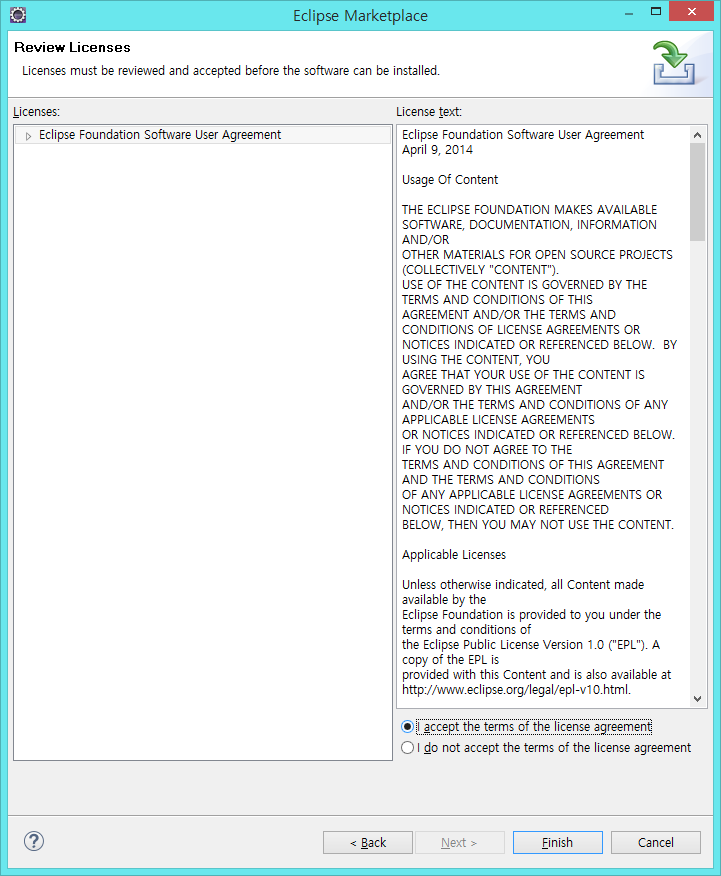 Eclipse Marketplace
Review Licenses
Licenses must be reviewed and accepted before the software can be installed.
Licenses:
Eclipse Foundation Software User Agreement
License text:
Eclipse Foundation Software User Agreement
April 9, 2014
Usage Of Content
THE ECLIPSE FOUNDATION MAKES AVAILABLE
SOFTWARE, DOCUMENTATION, INFORMATION
AND/OR
OTHER MATERIALS FOR OPEN SOURCE PROJECTS
(COLLECTIVELY "CONTENT").
USE OF THE CONTENT IS GOVERNED BY THE
TERMS AND CONDITIONS OF THIS
AGREEMENT AND/OR THE TERMS AND
CONDITIONS OF LICENSE AGREEMENTS OR
NOTICES INDICATED OR REFERENCED BELOW.  BY
USING THE CONTENT, YOU
AGREE THAT YOUR USE OF THE CONTENT IS
GOVERNED BY THIS AGREEMENT
AND/OR THE TERMS AND CONDITIONS OF ANY
APPLICABLE LICENSE AGREEMENTS
OR NOTICES INDICATED OR REFERENCED BELOW.
IF YOU DO NOT AGREE TO THE
TERMS AND CONDITIONS OF THIS AGREEMENT
AND THE TERMS AND CONDITIONS
OF ANY APPLICABLE LICENSE AGREEMENTS OR
NOTICES INDICATED OR REFERENCED
BELOW, THEN YOU MAY NOT USE THE CONTENT.
Applicable Licenses
Unless otherwise indicated, all Content made
available by the
Eclipse Foundation is provided to you under the
terms and conditions of
the Eclipse Public License Version 1.0 ("EPL"). A
copy of the EPL is
provided with this Content and is also available at
http://www.eclipse.org/legal/epl-v10.html.
I accept the terms of the license agreement
I do not accept the terms of the license agreement
?
< Back
Next >
Finish
Cancel